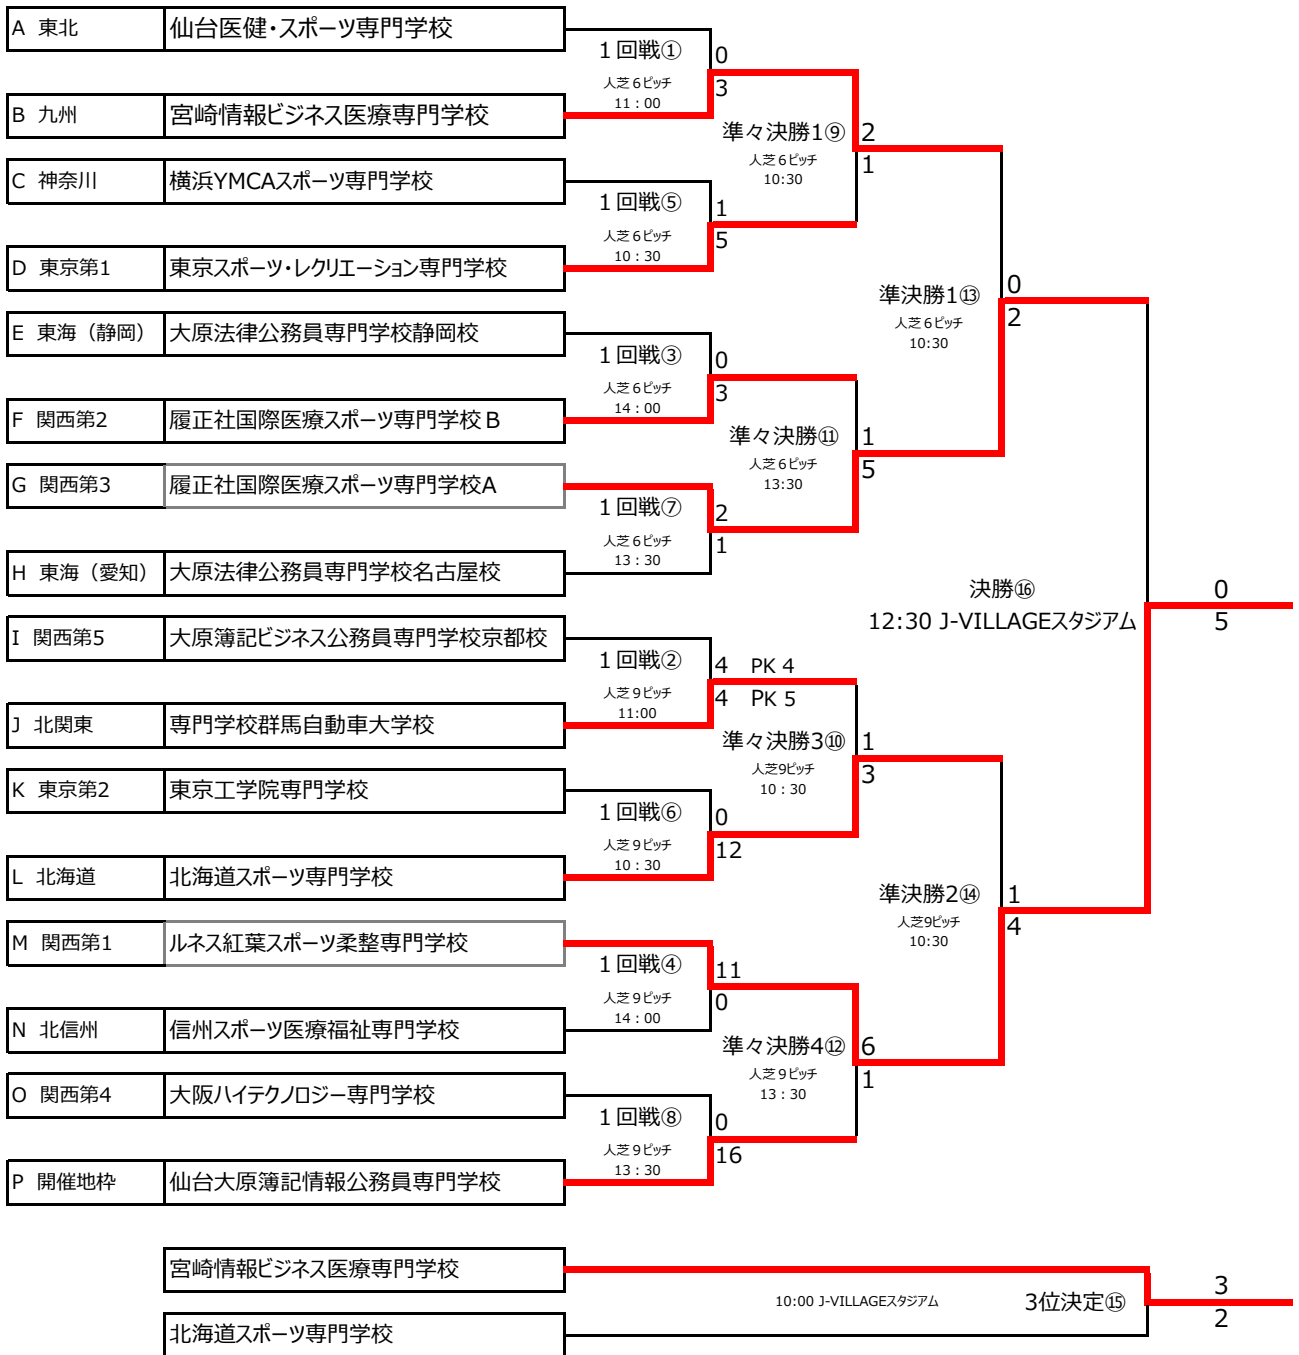 A 東北 仙台医健・スポーツ専門学校
1回戦① 0
人芝6ピッチ 3
11：00
B 九州 宮崎情報ビジネス医療専門学校
準々決勝1⑨ 2
人芝6ピッチ 1
10:30
C 神奈川 横浜YMCAスポーツ専門学校
1回戦⑤ 1
人芝6ピッチ 5
10：30
D 東京第1 東京スポーツ・レクリエーション専門学校
準決勝1⑬ 0
人芝6ピッチ 2
10:30
E 東海（静岡） 大原法律公務員専門学校静岡校
1回戦③ 0
人芝6ピッチ 3
14：00
F 関西第2 履正社国際医療スポーツ専門学校B
準々決勝⑪ 1
人芝6ピッチ 5
13:30
G 関西第3 履正社国際医療スポーツ専門学校A
1回戦⑦ 2
人芝6ピッチ 1
13：30
H 東海（愛知） 大原法律公務員専門学校名古屋校
決勝⑯ 0
12:30 J-VILLAGEスタジアム 5
I 関西第5 大原簿記ビジネス公務員専門学校京都校
1回戦② 4 PK 4
人芝9ピッチ 4 PK 5
11:00
J 北関東 専門学校群馬自動車大学校
準々決勝3⑩ 1
人芝9ピッチ 3
10：30
K 東京第2 東京工学院専門学校
1回戦⑥ 0
人芝9ピッチ 12
10：30
L 北海道 北海道スポーツ専門学校
準決勝2⑭ 1
人芝9ピッチ 4
10:30
M 関西第1 ルネス紅葉スポーツ柔整専門学校
1回戦④ 11
人芝9ピッチ 0
14：00
N 北信州 信州スポーツ医療福祉専門学校
準々決勝4⑫ 6
人芝9ピッチ 1
13：30
O 関西第4 大阪ハイテクノロジー専門学校
1回戦⑧ 0
人芝9ピッチ 16
13：30
P 開催地枠 仙台大原簿記情報公務員専門学校
宮崎情報ビジネス医療専門学校
10:00 J-VILLAGEスタジアム 3位決定⑮ 3
2
北海道スポーツ専門学校